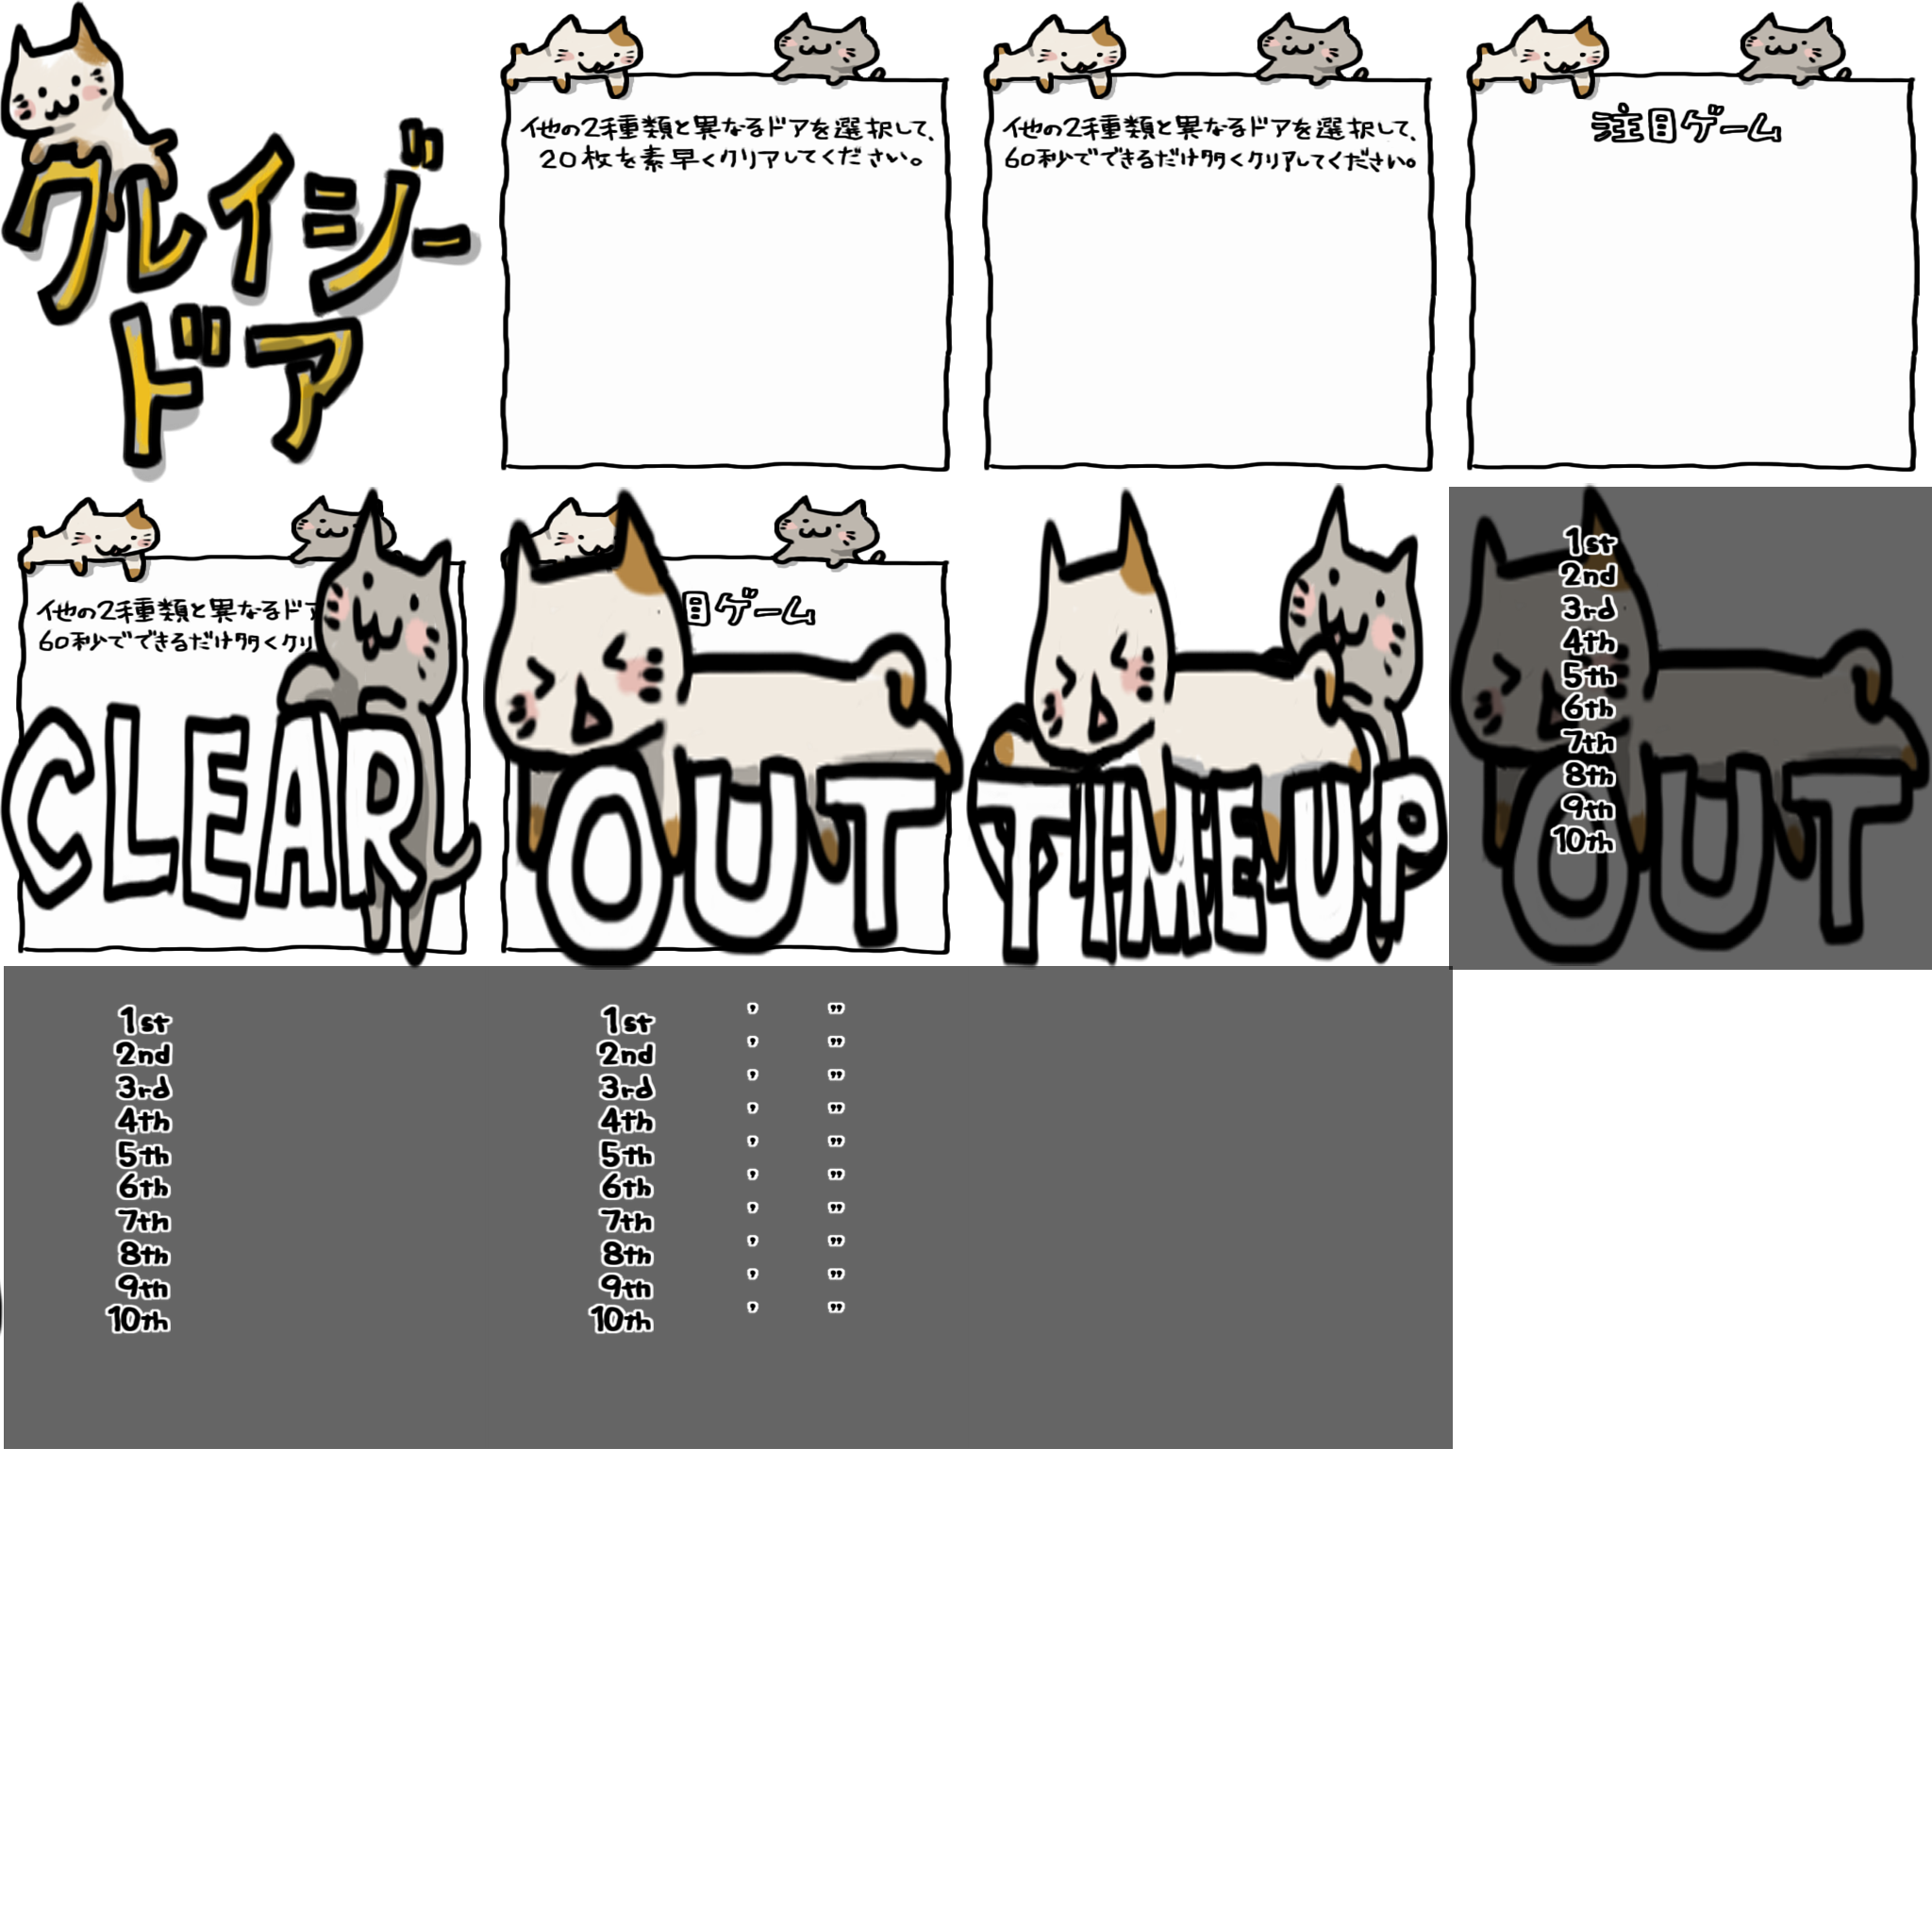 クレイジー
ドア
他の2種類と異なるドアを選択して、
20枚を素早くクリアしてください。
他の2種類と異なるドアを選択して、
60秒でできるだけ多くクリアしてください。
注目ゲーム
他の2種類と異なるドア
60秒でできるだけ多くクリ
CLEAR
目ゲーム
OUT
TIME UP
1st
2nd
3rd
4th
5th
6th
7th
8th
9th
10th
OUT
1st
2nd
3rd
4th
5th
6th
7th
8th
9th
10th
1st ’ ”
2nd ’ ”
3rd ’ ”
4th ’ ”
5th ’ ”
6th ’ ”
7th ’ ”
8th ’ ”
9th ’ ”
10th ’ ”